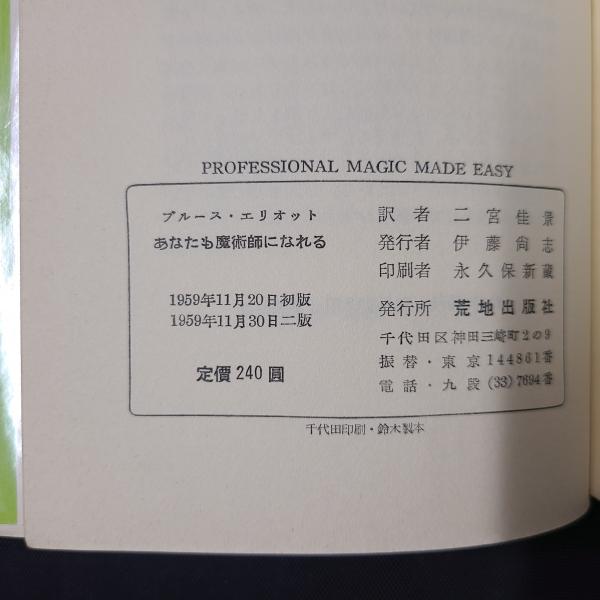 PROFESSIONAL MAGIC MADE EASY
ブルース・エリオット
あなたも魔術師になれる
1959年11月20日初版
1959年11月30日二版
定價240圓
訳者 二宮佳景
発行者 伊藤尚志
印刷者 永久保新蔵
発行所 荒地出版社
千代田区神田三崎町2の9
振替・東京144861番
電話・九段(33)7694番
千代田印刷・鈴木製本